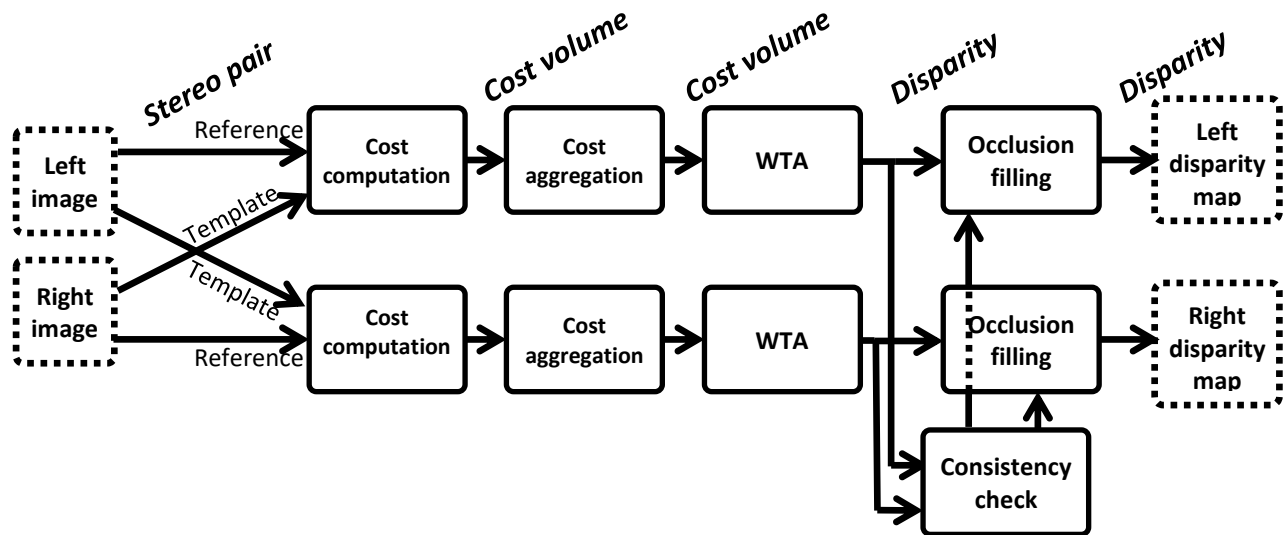 Stereo pair
Cost volume
Cost volume
Disparity
Disparity
Left
image
Reference
Template
Cost
computation
Cost
aggregation
WTA
Occlusion
filling
Left
disparity
map
Right
image
Template
Reference
Cost
computation
Cost
aggregation
WTA
Occlusion
filling
Right
disparity
map
Consistency
check